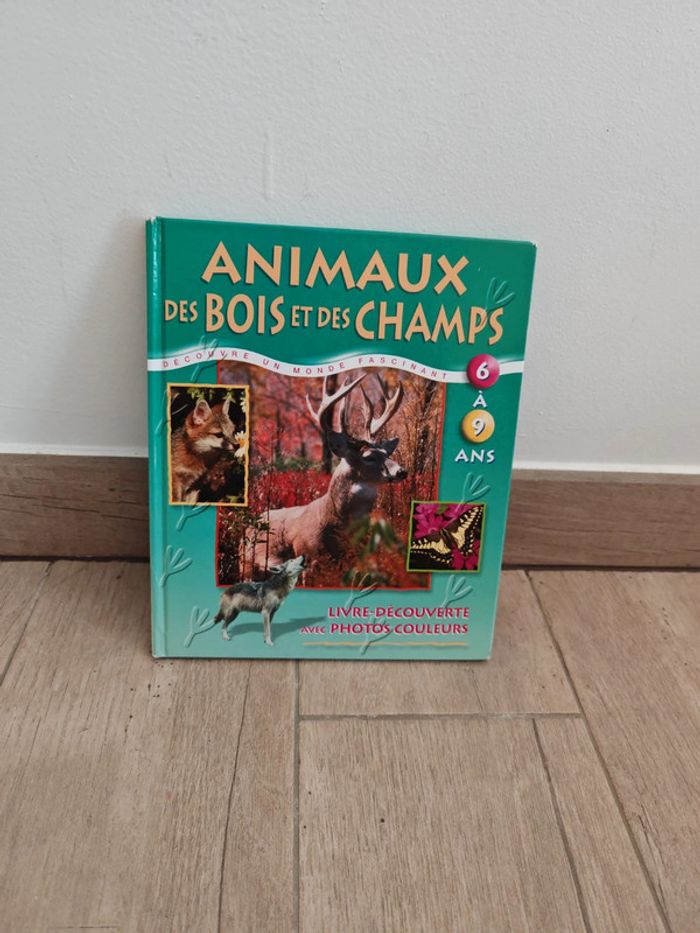 ANIMAUX
DES BOIS ET DES CHAMPS
DÉCOUVRE UN MONDE FASCINANT
6
À
9
ANS
LIVRE-DÉCOUVERTE
AVEC PHOTOS COULEURS